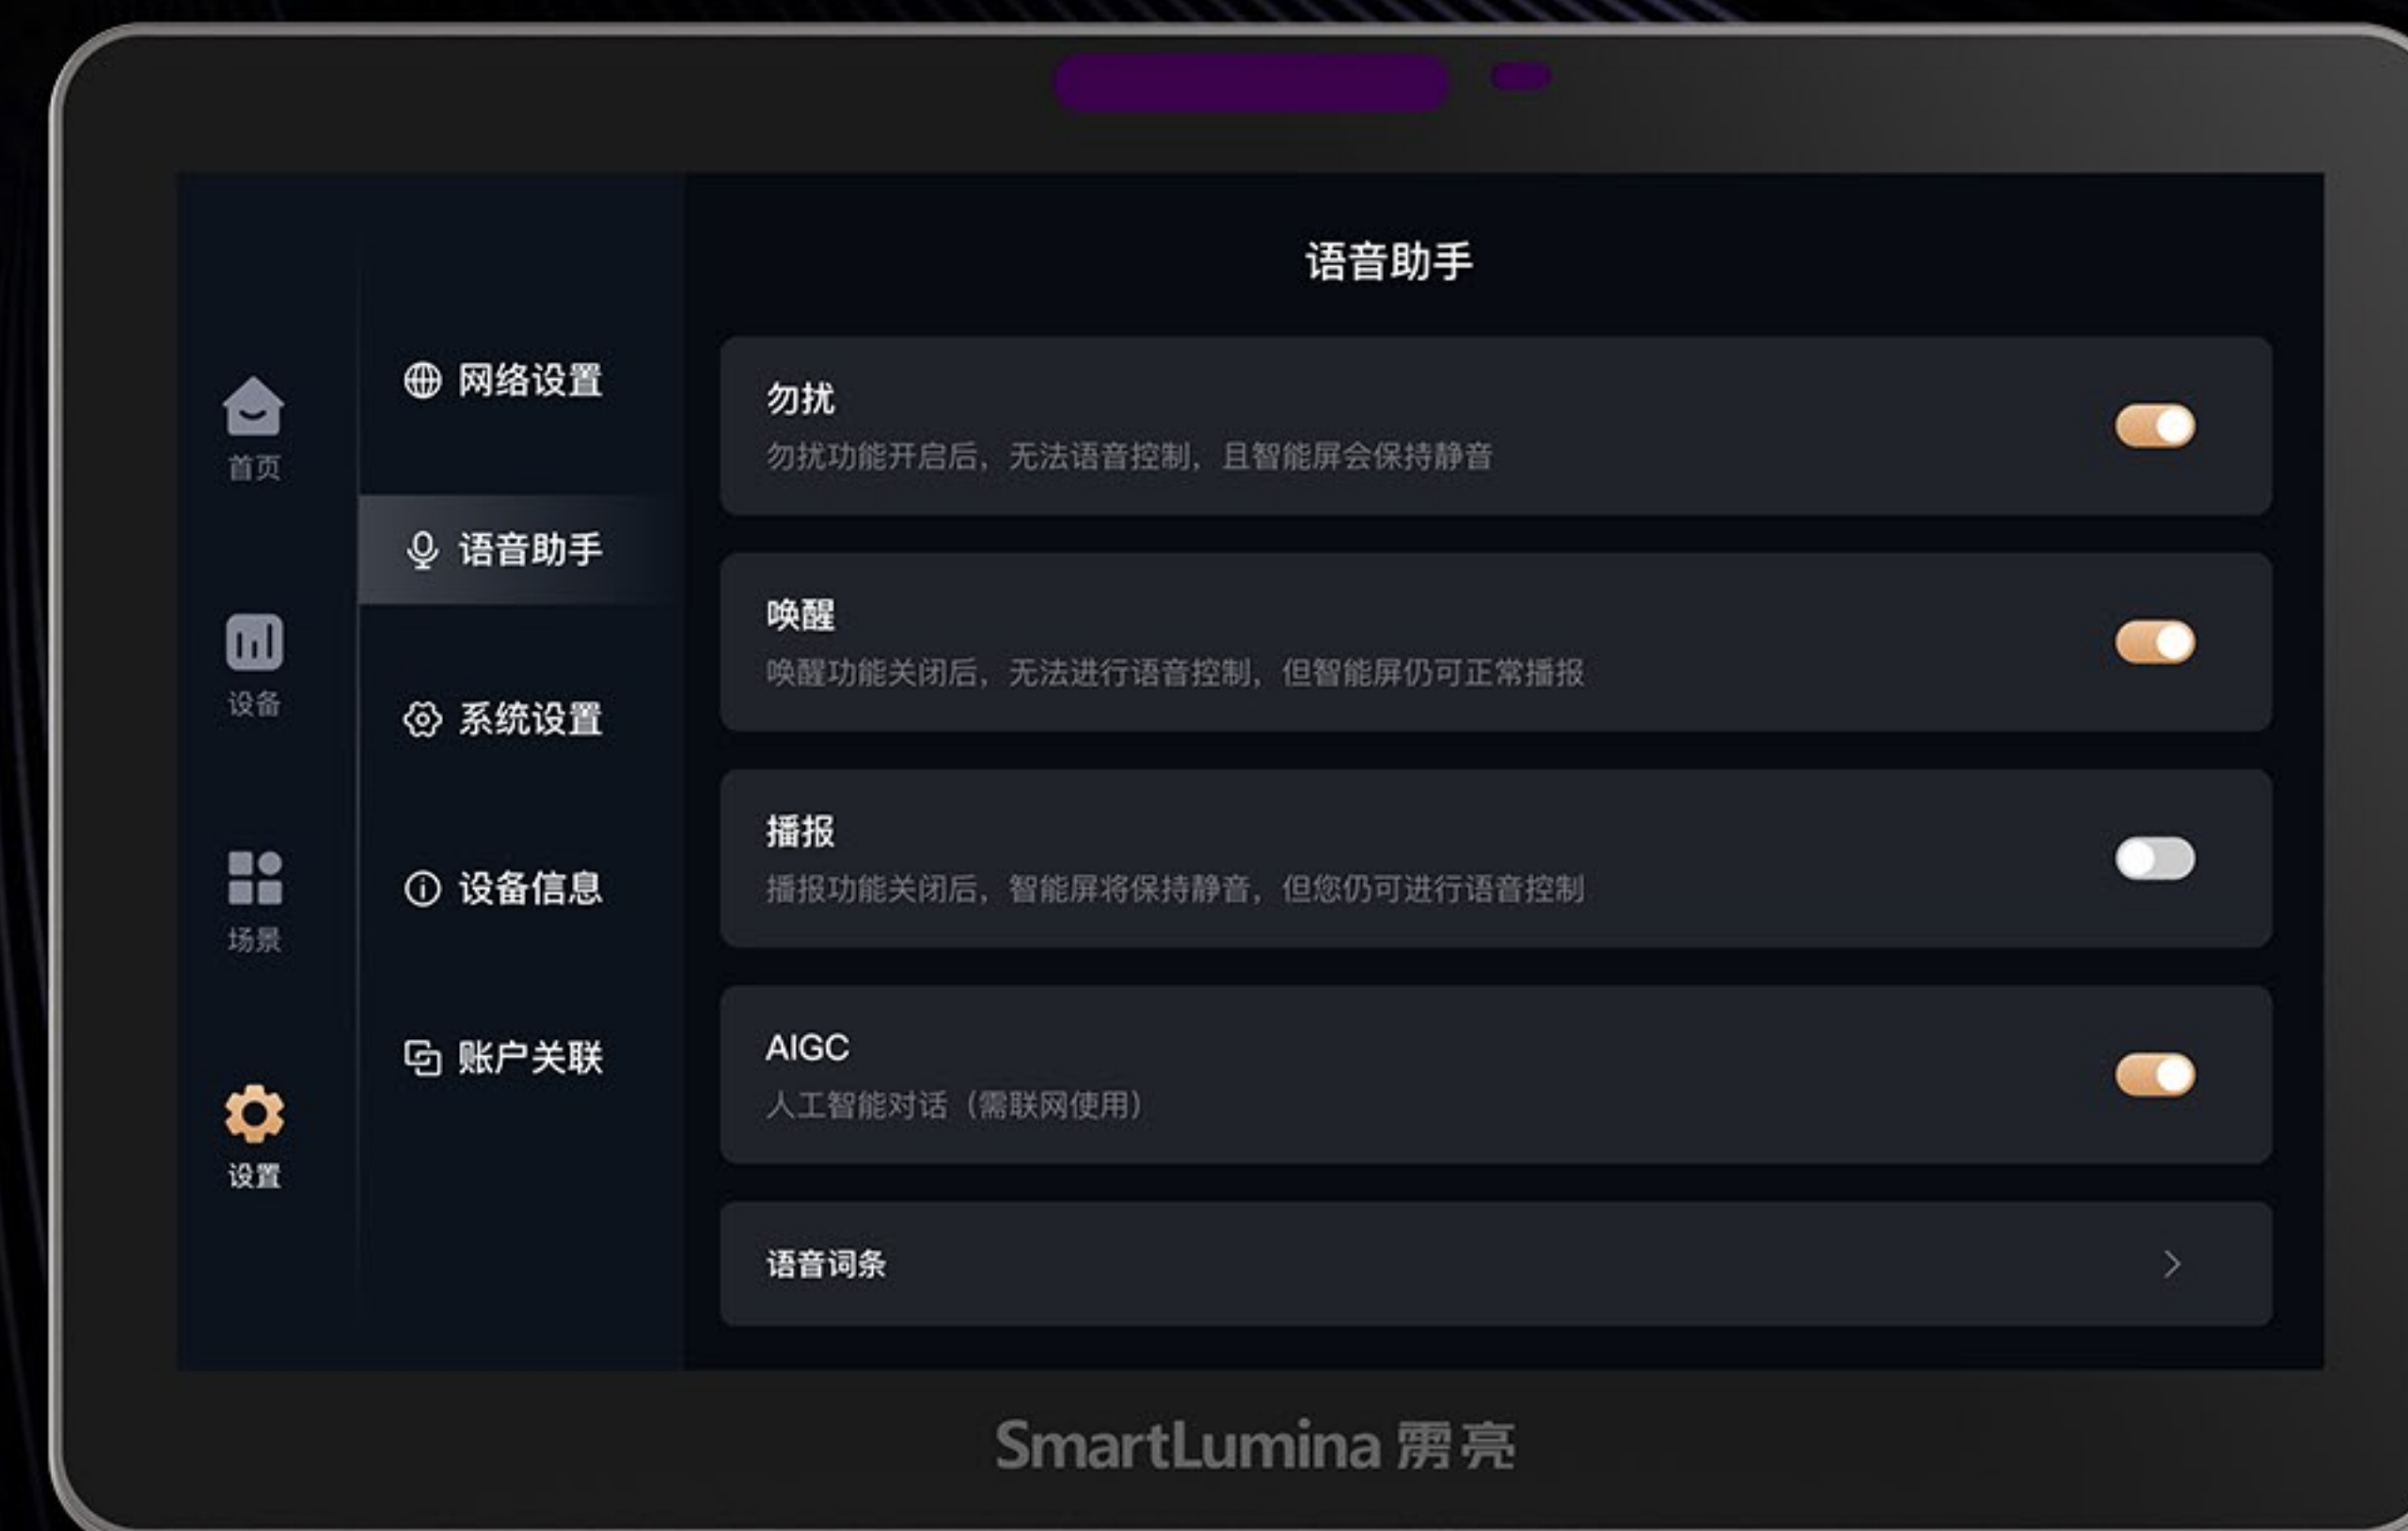 首页
设备
场景
设置
网络设置
语音助手
系统设置
设备信息
账户关联
语音助手
勿扰
勿扰功能开启后，无法语音控制，且智能屏会保持静音
唤醒
唤醒功能关闭后，无法进行语音控制，但智能屏仍可正常播报
播报
播报功能关闭后，智能屏将保持静音，但您仍可进行语音控制
AIGC
人工智能对话（需联网使用）
语音词条
SmartLumina 雳亮